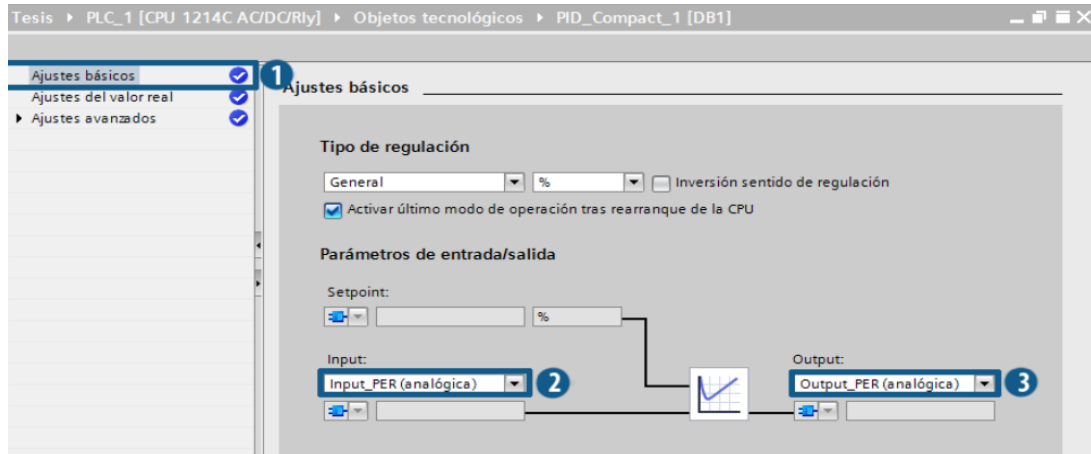 Tesis ▸ PLC_1 [CPU 1214C AC/DC/Rly] ▸ Objetos tecnológicos ▸ PID_Compact_1 [DB1]
Ajustes básicos
1
Ajustes del valor real
Ajustes avanzados
Ajustes básicos
Tipo de regulación
General % Inversión sentido de regulación
Activar último modo de operación tras rearranque de la CPU
Parámetros de entrada/salida
Setpoint:
%
Input: Output:
Input_PER (analógica) 2 Output_PER (analógica) 3